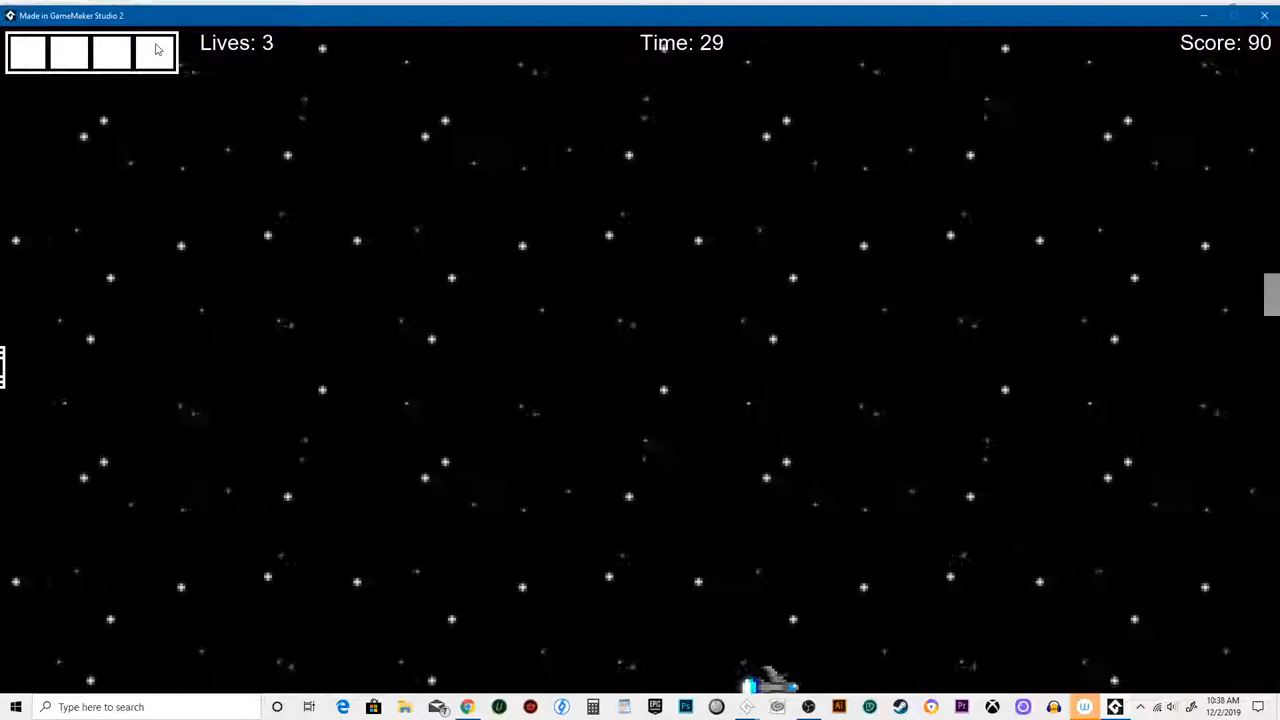 Made in GameMaker Studio 2
Lives: 3
Time: 29
Score: 90
Type here to search
10:38 AM
12/2/2019